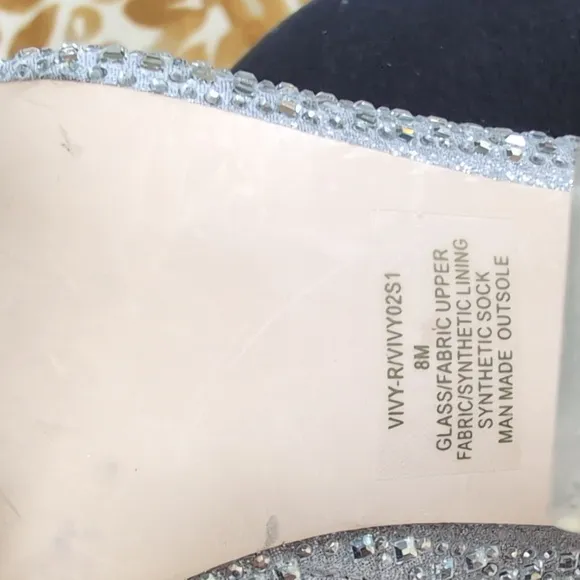 VIVY-R/VIVY02S1
8M
GLASS/FABRIC UPPER
FABRIC/SYNTHETIC LINING
SYNTHETIC SOCK
MAN MADE OUTSOLE